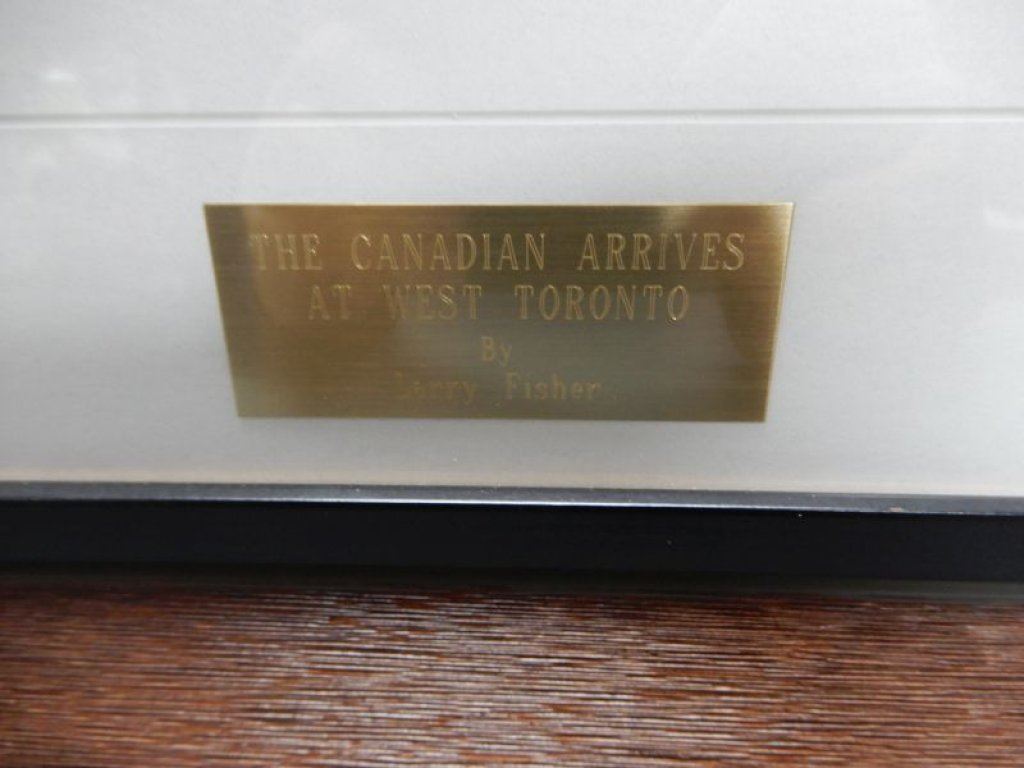 THE CANADIAN ARRIVES
AT WEST TORONTO
By
Larry Fisher